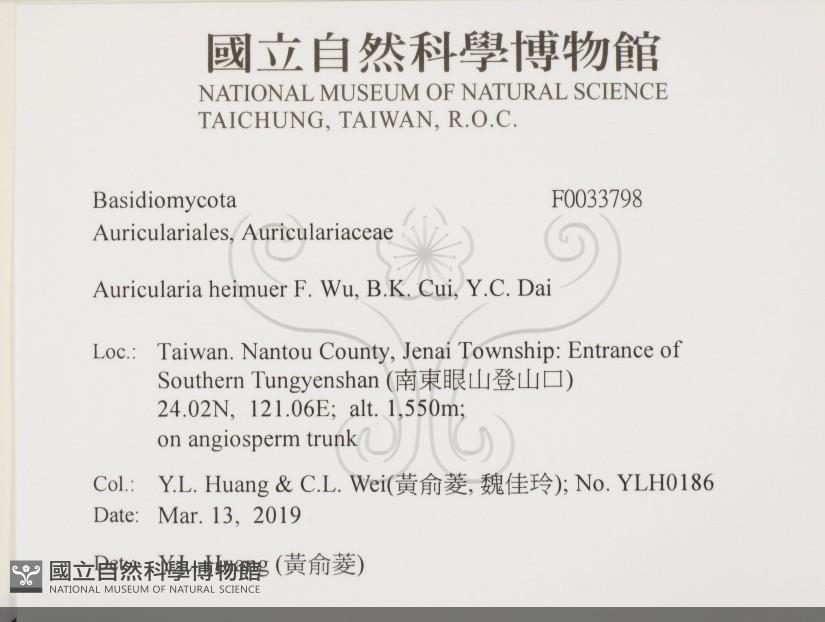 國立自然科學博物館
NATIONAL MUSEUM OF NATURAL SCIENCE
TAICHUNG, TAIWAN, R.O.C.
Basidiomycota F0033798
Auriculariales, Auriculariaceae
Auricularia heimuer F. Wu, B.K. Cui, Y.C. Dai
Loc.: Taiwan. Nantou County, Jenai Township: Entrance of
Southern Tungyenshan (南東眼山登山口)
24.02N, 121.06E; alt. 1,550m;
on angiosperm trunk
Col.: Y.L. Huang & C.L. Wei(黃俞菱, 魏佳玲); No. YLH0186
Date: Mar. 13, 2019
Det.: Y.L. Huang (黃俞菱)
國立自然科學博物館
NATIONAL MUSEUM OF NATURAL SCIENCE